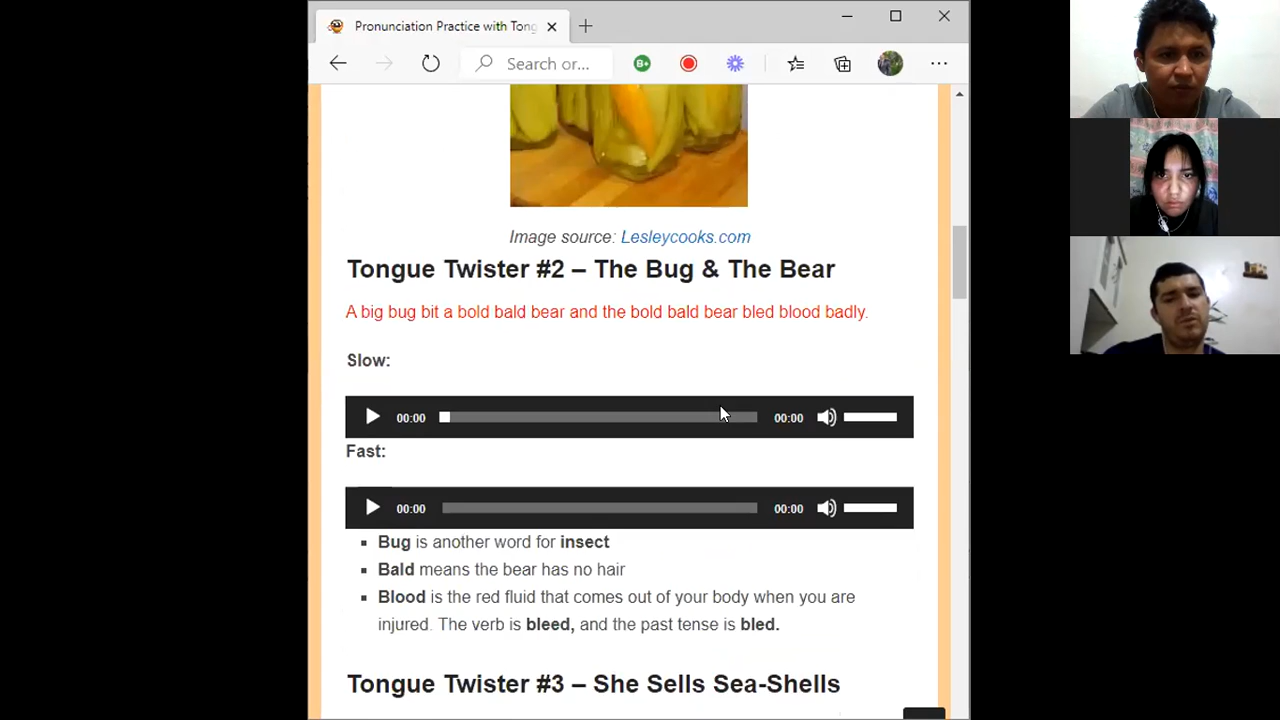 Pronunciation Practice with Tong
Search or...
B+
Image source: Lesleycooks.com
Tongue Twister #2 – The Bug & The Bear
A big bug bit a bold bald bear and the bold bald bear bled blood badly.
Slow:
00:00 00:00
Fast:
00:00 00:00
Bug is another word for insect
Bald means the bear has no hair
Blood is the red fluid that comes out of your body when you are
injured. The verb is bleed, and the past tense is bled.
Tongue Twister #3 – She Sells Sea-Shells